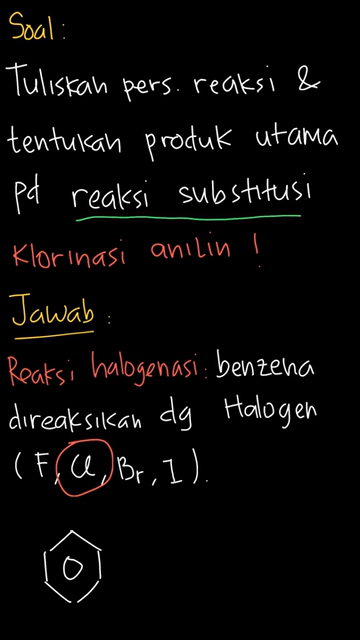 Soal:
Tuliskan pers. reaksi &
tentukan produk utama
pd reaksi substitusi
Klorinasi anilin !
Jawab:
Reaksi halogenasi: benzena
direaksikan dg Halogen
(F, Cl, Br, I).